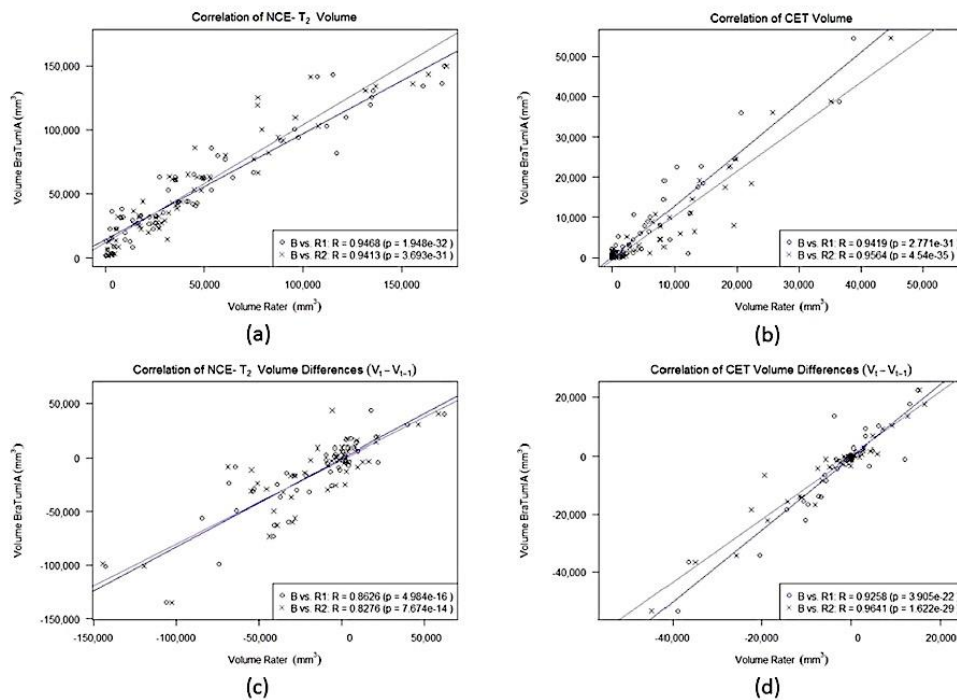 Correlation of NCE- T₂ Volume
Volume BraTumIA (mm³)
150,000
100,000
50,000
0
B vs. R1: R = 0.9468 (p = 1.948e-32 )
B vs. R2: R = 0.9413 (p = 3.693e-31 )
0
50,000
100,000
150,000
Volume Rater (mm³)
(a)
Correlation of CET Volume
Volume BraTumIA (mm³)
50,000
40,000
30,000
20,000
10,000
0
B vs. R1: R = 0.9419 (p = 2.771e-31 )
B vs. R2: R = 0.9564 (p = 4.54e-35 )
0
10,000
20,000
30,000
40,000
50,000
Volume Rater (mm³)
(b)
Correlation of NCE- T₂ Volume Differences (Vₜ – Vₜ₋₁)
Volume BraTumIA (mm³)
50,000
0
-50,000
-100,000
-150,000
B vs. R1: R = 0.8626 (p = 4.984e-16 )
B vs. R2: R = 0.8276 (p = 7.674e-14 )
-150,000
-100,000
-50,000
0
50,000
Volume Rater (mm³)
(c)
Correlation of CET Volume Differences (Vₜ – Vₜ₋₁)
Volume BraTumIA (mm³)
20,000
0
-20,000
-40,000
B vs. R1: R = 0.9258 (p = 3.905e-22 )
B vs. R2: R = 0.9641 (p = 1.622e-29 )
-40,000
-20,000
0
20,000
Volume Rater (mm³)
(d)